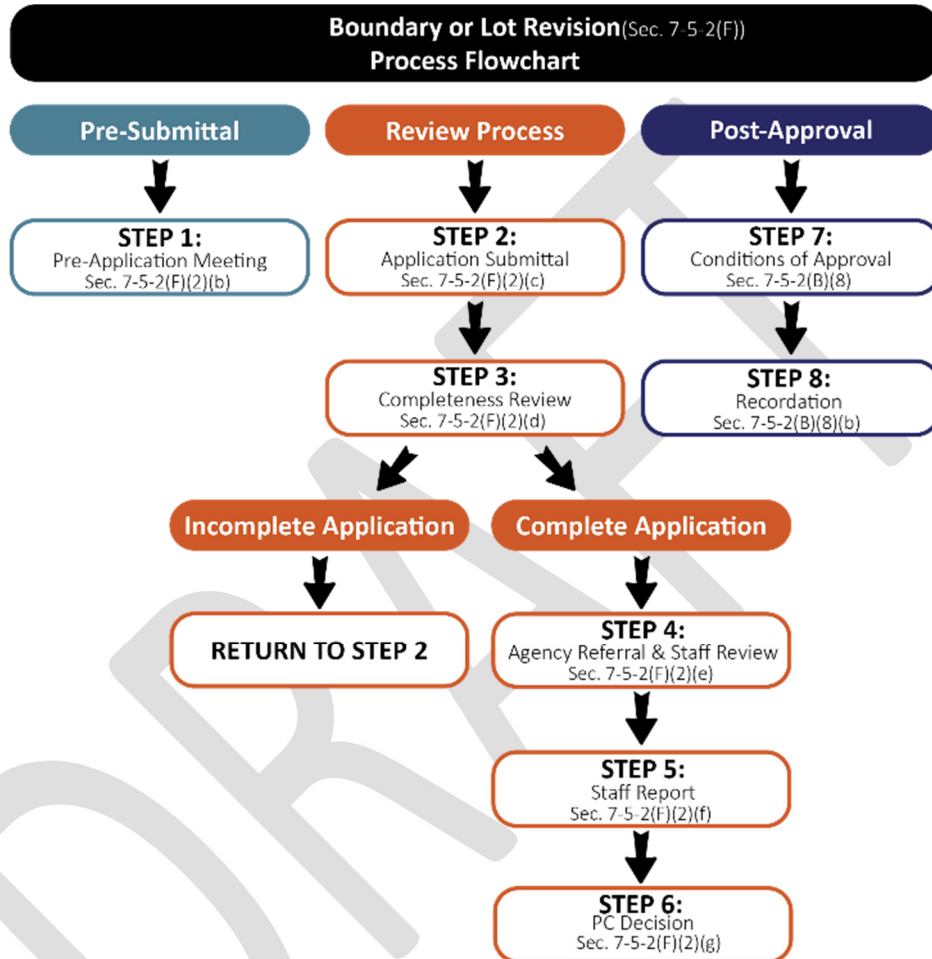 Boundary or Lot Revision(Sec. 7-5-2(F))
Process Flowchart
Pre-Submittal
Review Process
Post-Approval
STEP 1:
Pre-Application Meeting
Sec. 7-5-2(F)(2)(b)
STEP 2:
Application Submittal
Sec. 7-5-2(F)(2)(c)
STEP 7:
Conditions of Approval
Sec. 7-5-2(B)(8)
STEP 3:
Completeness Review
Sec. 7-5-2(F)(2)(d)
STEP 8:
Recordation
Sec. 7-5-2(B)(8)(b)
Incomplete Application
Complete Application
RETURN TO STEP 2
STEP 4:
Agency Referral & Staff Review
Sec. 7-5-2(F)(2)(e)
STEP 5:
Staff Report
Sec. 7-5-2(F)(2)(f)
STEP 6:
PC Decision
Sec. 7-5-2(F)(2)(g)
DRAFT